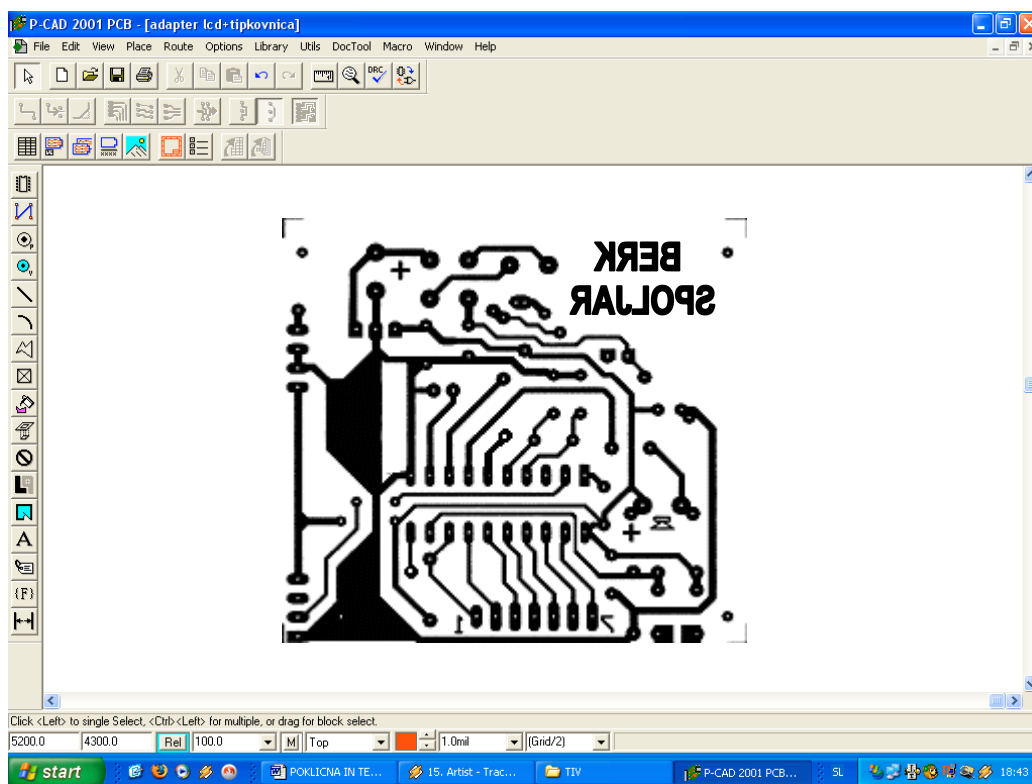 P-CAD 2001 PCB - [adapter lcd+tipkovnica]
File Edit View Place Route Options Library Utils DocTool Macro Window Help
DRC
BERK
SPOLJAR
+
+
1 7
A
{F}
Click <Left> to single Select, <Ctrl><Left> for multiple, or drag for block select.
5200.0 4300.0 Rel 100.0 M Top 1.0mil (Grid/2)
start POKLICNA IN TE... 15. Artist - Trac... TIV P-CAD 2001 PCB... SL 18:43